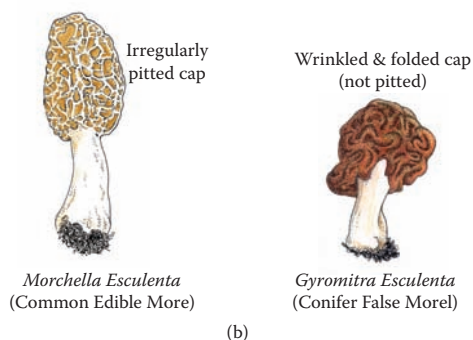 Irregularly
pitted cap
Wrinkled & folded cap
(not pitted)
Morchella Esculenta
(Common Edible More)
Gyromitra Esculenta
(Conifer False Morel)
(b)